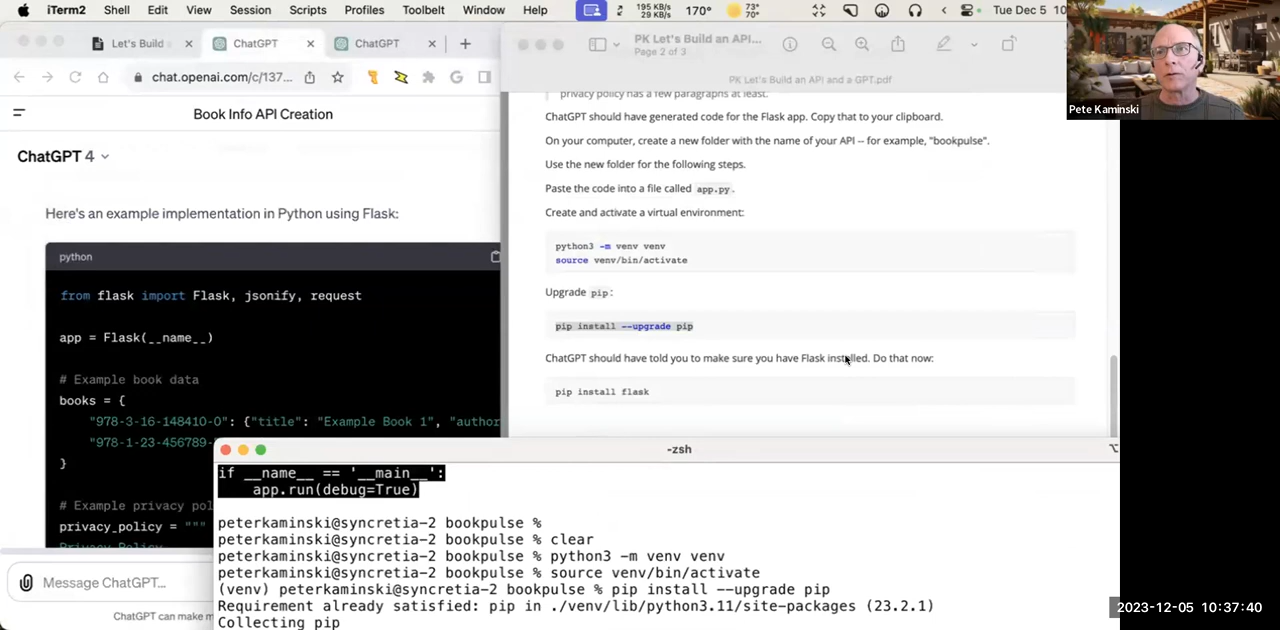 iTerm2 Shell Edit View Session Scripts Profiles Toolbelt Window Help 195 KB/s 29 KB/s 170° 73° 70° Tue Dec 5 10
Let's Build ChatGPT ChatGPT
chat.openai.com/c/137...
Book Info API Creation
ChatGPT 4
Here's an example implementation in Python using Flask:
python
from flask import Flask, jsonify, request
app = Flask(__name__)
# Example book data
books = {
"978-3-16-148410-0": {"title": "Example Book 1", "author
"978-1-23-456789-
}
# Example privacy pol
privacy_policy = """
Privacy Policy
Message ChatGPT...
ChatGPT can make m
PK Let's Build an API...
Page 2 of 3
PK Let's Build an API and a GPT.pdf
privacy policy has a few paragraphs at least.
ChatGPT should have generated code for the Flask app. Copy that to your clipboard.
On your computer, create a new folder with the name of your API -- for example, "bookpulse".
Use the new folder for the following steps.
Paste the code into a file called app.py.
Create and activate a virtual environment:
python3 -m venv venv
source venv/bin/activate
Upgrade pip:
pip install --upgrade pip
ChatGPT should have told you to make sure you have Flask installed. Do that now:
pip install flask
-zsh
if __name__ == '__main__':
app.run(debug=True)
peterkaminski@syncretia-2 bookpulse %
peterkaminski@syncretia-2 bookpulse % clear
peterkaminski@syncretia-2 bookpulse % python3 -m venv venv
peterkaminski@syncretia-2 bookpulse % source venv/bin/activate
(venv) peterkaminski@syncretia-2 bookpulse % pip install --upgrade pip
Requirement already satisfied: pip in ./venv/lib/python3.11/site-packages (23.2.1)
Collecting pip
Pete Kaminski
2023-12-05 10:37:40